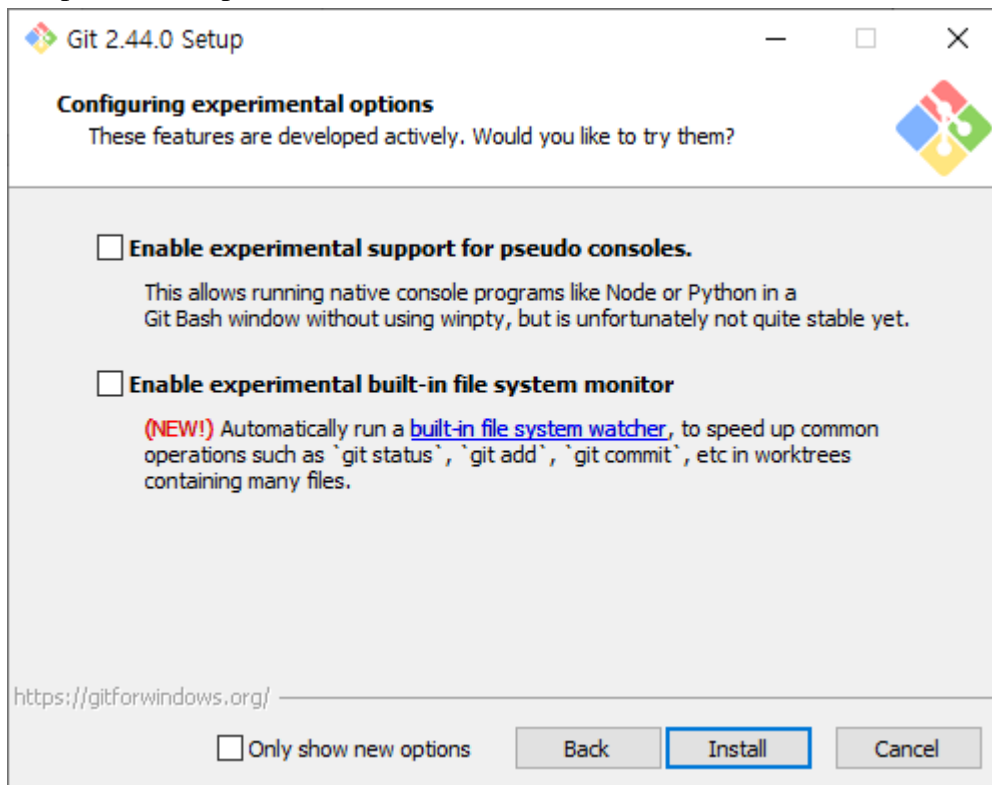 Git 2.44.0 Setup
Configuring experimental options
These features are developed actively. Would you like to try them?
Enable experimental support for pseudo consoles.
This allows running native console programs like Node or Python in a
Git Bash window without using winpty, but is unfortunately not quite stable yet.
Enable experimental built-in file system monitor
(NEW!) Automatically run a built-in file system watcher, to speed up common
operations such as `git status`, `git add`, `git commit`, etc in worktrees
containing many files.
https://gitforwindows.org/
Only show new options Back Install Cancel